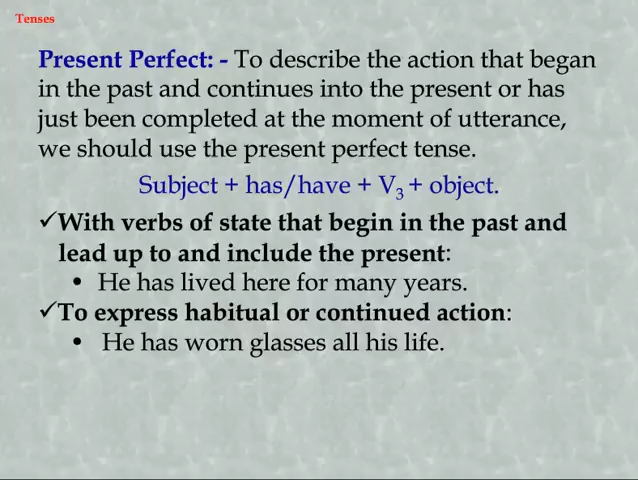 Tenses
Present Perfect: - To describe the action that began
in the past and continues into the present or has
just been completed at the moment of utterance,
we should use the present perfect tense.
Subject + has/have + V3 + object.
✓With verbs of state that begin in the past and
lead up to and include the present:
• He has lived here for many years.
✓To express habitual or continued action:
• He has worn glasses all his life.